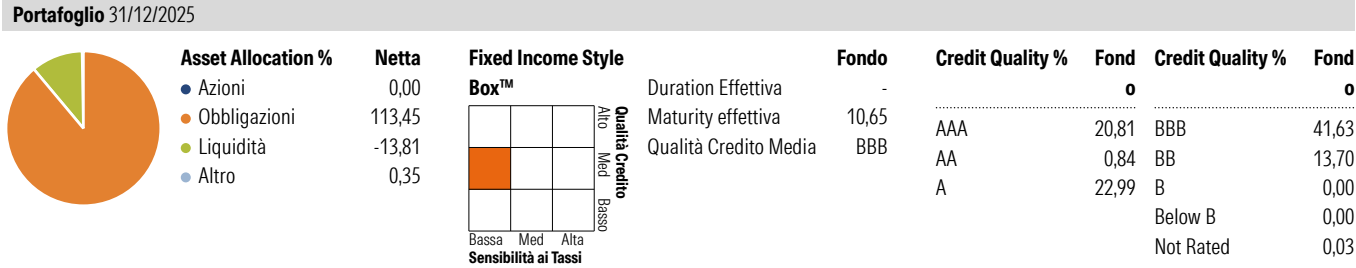 Portafoglio 31/12/2025
Asset Allocation % Netta
Azioni 0,00
Obbligazioni 113,45
Liquidità -13,81
Altro 0,35
Fixed Income Style
Box™
Alto Med Basso
Qualità Credito
Bassa Med Alta
Sensibilità ai Tassi
Fondo
Duration Effettiva -
Maturity effettiva 10,65
Qualità Credito Media BBB
Credit Quality % Fond
o
AAA 20,81
AA 0,84
A 22,99
Credit Quality % Fond
o
BBB 41,63
BB 13,70
B 0,00
Below B 0,00
Not Rated 0,03